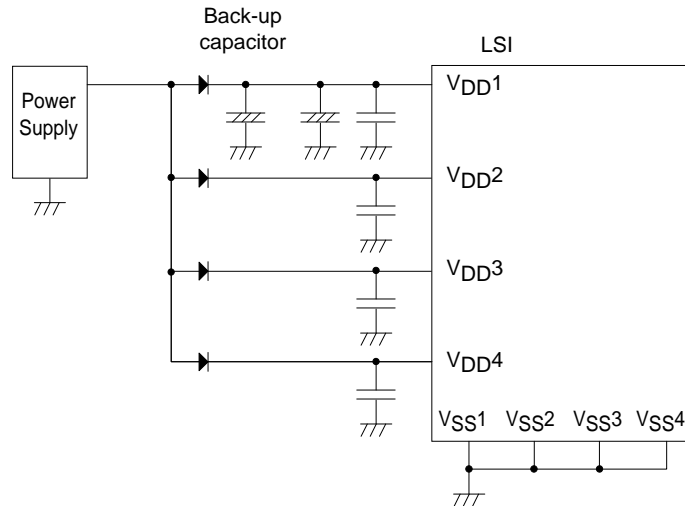 Back-up
capacitor
LSI
Power
Supply
VDD1
VDD2
VDD3
VDD4
VSS1 VSS2 VSS3 VSS4